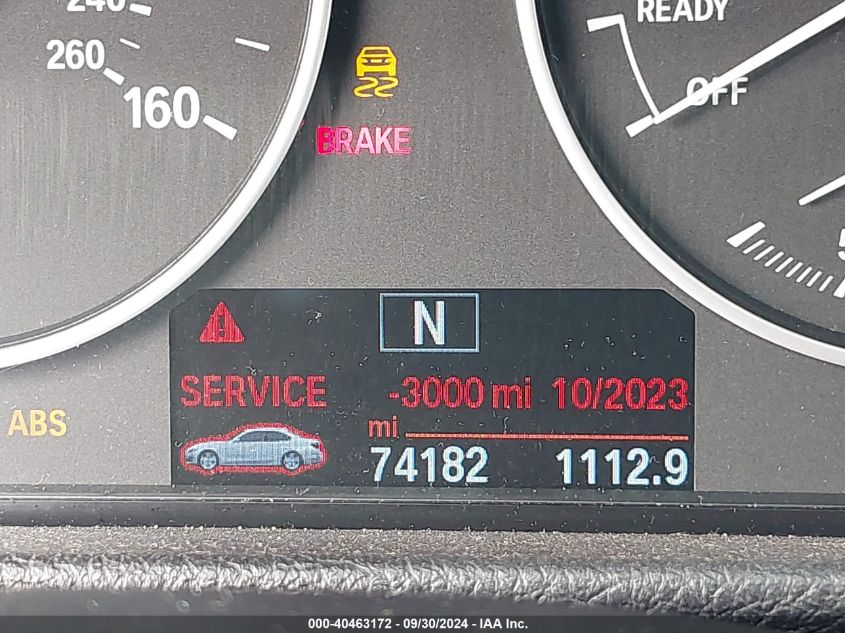 240
260
160
READY
OFF
BRAKE
5
N
SERVICE -3000 mi 10/2023
mi
ABS
74182 1112.9
000-40463172 - 09/30/2024 - IAA Inc.